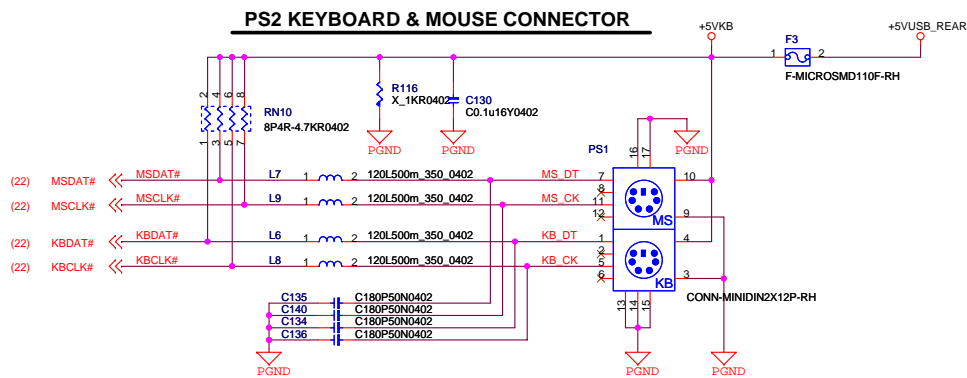 PS2 KEYBOARD & MOUSE CONNECTOR
+5VKB
+5VUSB_REAR
F3
1 2
F-MICROSMD110F-RH
2 4 6 8
RN10
8P4R-4.7KR0402
1 3 5 7
R116
X_1KR0402
C130
C0.1u16Y0402
PGND
PGND
PGND
PS1
16 17
(22) MSDAT# MSDAT# L7 1 2 120L500m_350_0402 MS_DT 7 10
8
(22) MSCLK# MSCLK# L9 1 2 120L500m_350_0402 MS_CK 11
12 MS 9
(22) KBDAT# KBDAT# L6 1 2 120L500m_350_0402 KB_DT 1 4
2
(22) KBCLK# KBCLK# L8 1 2 120L500m_350_0402 KB_CK 5
6 KB 3
CONN-MINIDIN2X12P-RH
13 14 15
C135 C180P50N0402
C140 C180P50N0402
C134 C180P50N0402
C136 C180P50N0402
PGND
PGND
PGND